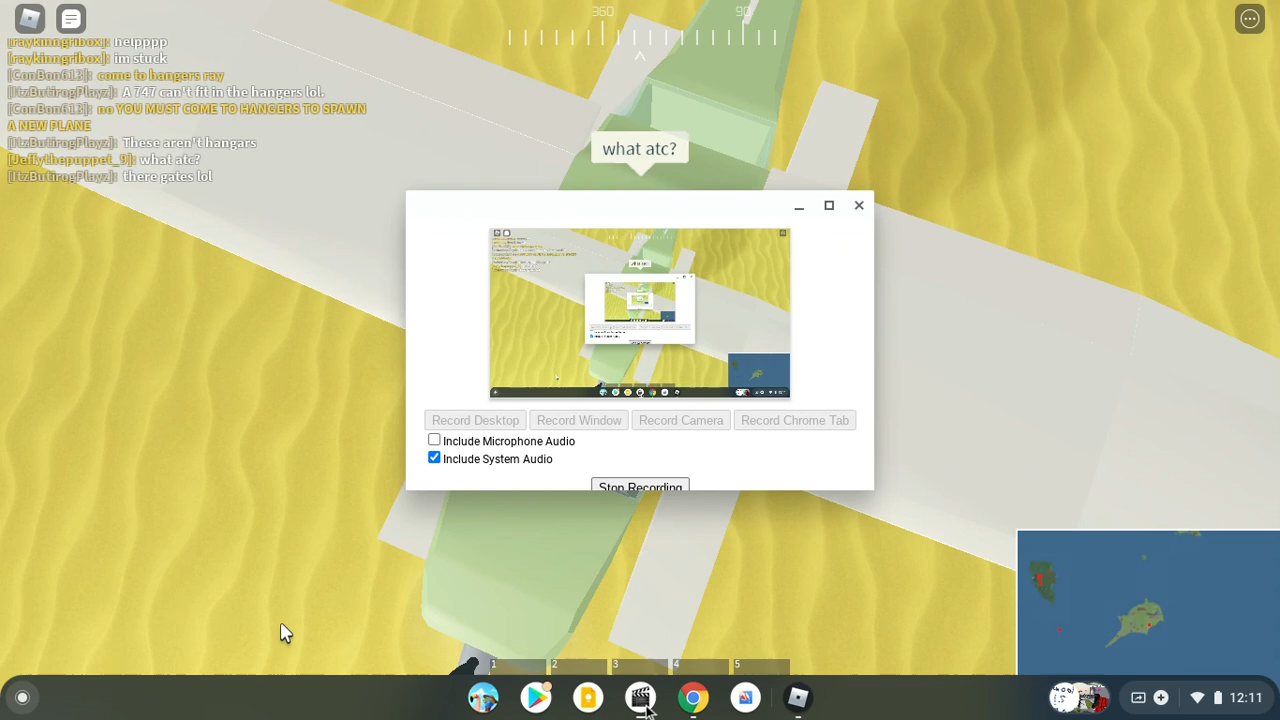 360
90
[raykinngribox]: helpppp
[raykinngribox]: im stuck
[ConBon613]: come to hangers ray
[ItzButirogPlayz]: A 747 can't fit in the hangers lol.
[ConBon613]: no YOU MUST COME TO HANGERS TO SPAWN
A NEW PLANE
[ItzButirogPlayz]: These aren't hangars
[Jeffythepuppet_9]: what atc?
[ItzButirogPlayz]: there gates lol
what atc?
Record Desktop
Record Window
Record Camera
Record Chrome Tab
Include Microphone Audio
Include System Audio
Stop Recording
1
2
3
4
5
12:11